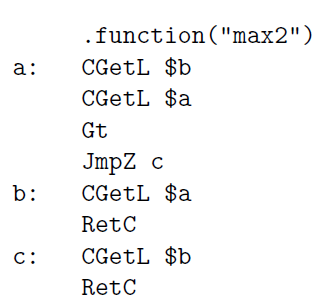 .function("max2")
a: CGetL $b
CGetL $a
Gt
JmpZ c
b: CGetL $a
RetC
c: CGetL $b
RetC